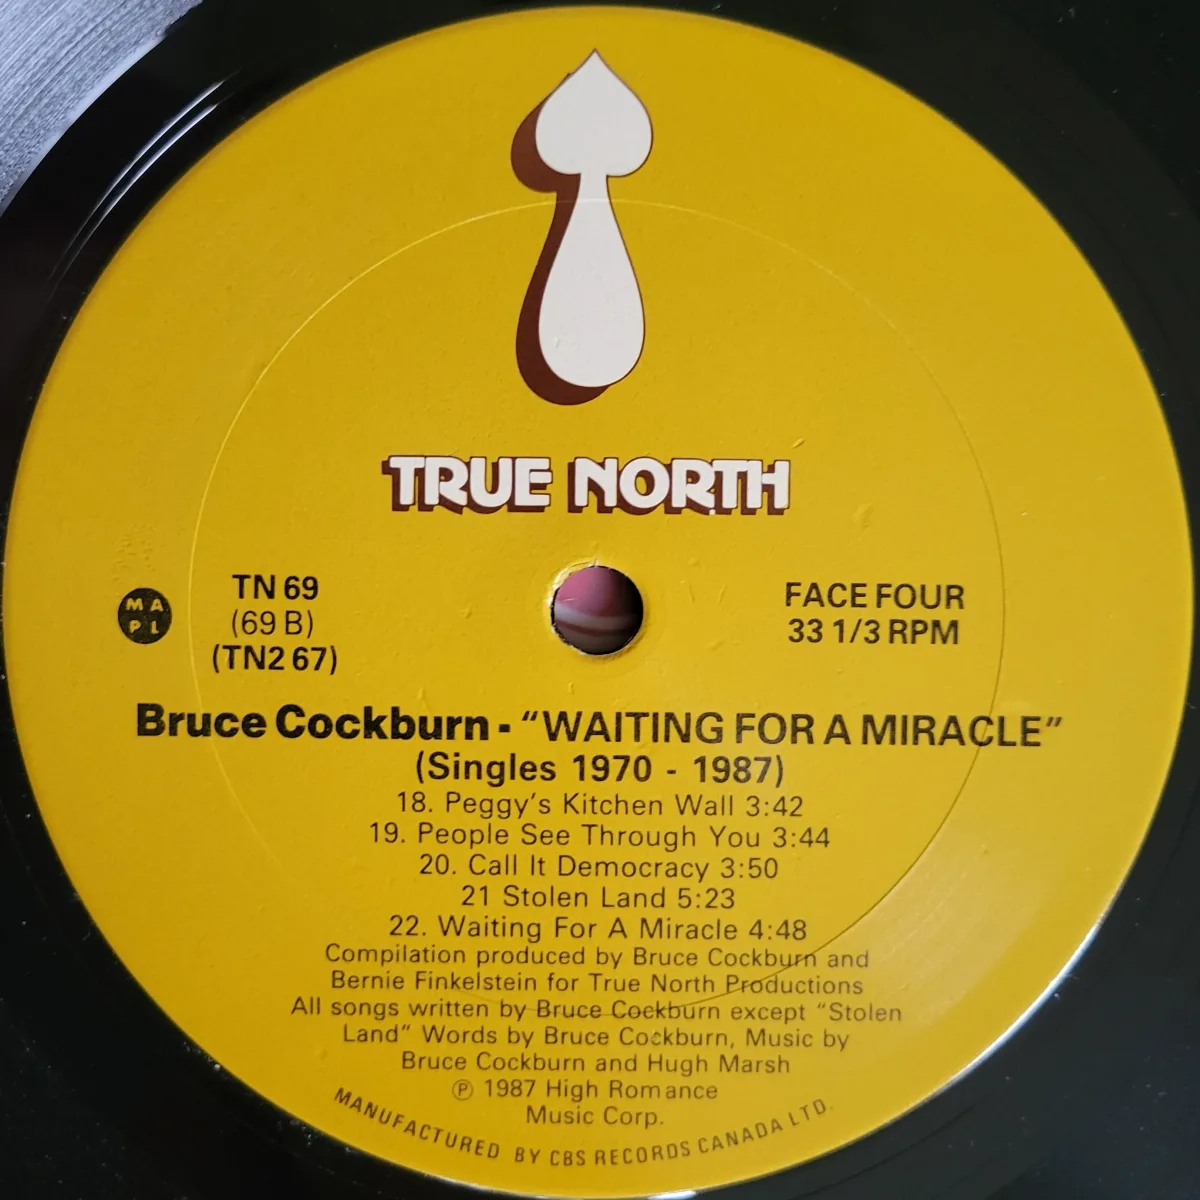 TRUE NORTH
MA
PL
TN 69
(69 B)
(TN2 67)
FACE FOUR
33 1/3 RPM
Bruce Cockburn - "WAITING FOR A MIRACLE"
(Singles 1970 - 1987)
18. Peggy's Kitchen Wall 3:42
19. People See Through You 3:44
20. Call It Democracy 3:50
21 Stolen Land 5:23
22. Waiting For A Miracle 4:48
Compilation produced by Bruce Cockburn and
Bernie Finkelstein for True North Productions
All songs written by Bruce Cockburn except "Stolen
Land" Words by Bruce Cockburn, Music by
Bruce Cockburn and Hugh Marsh
℗ 1987 High Romance
Music Corp.
MANUFACTURED BY CBS RECORDS CANADA LTD.